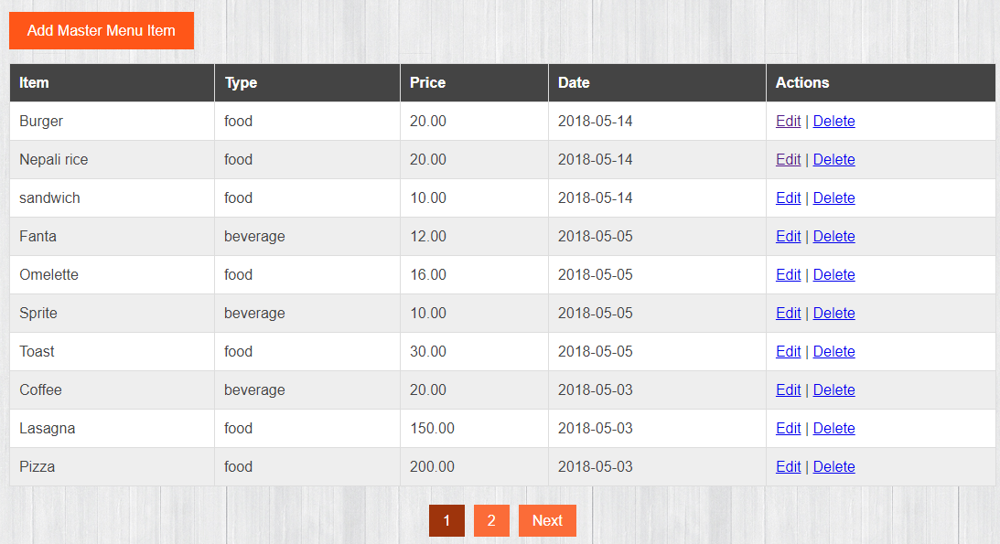 Add Master Menu Item
Item Type Price Date Actions
Burger food 20.00 2018-05-14 Edit | Delete
Nepali rice food 20.00 2018-05-14 Edit | Delete
sandwich food 10.00 2018-05-14 Edit | Delete
Fanta beverage 12.00 2018-05-05 Edit | Delete
Omelette food 16.00 2018-05-05 Edit | Delete
Sprite beverage 10.00 2018-05-05 Edit | Delete
Toast food 30.00 2018-05-05 Edit | Delete
Coffee beverage 20.00 2018-05-03 Edit | Delete
Lasagna food 150.00 2018-05-03 Edit | Delete
Pizza food 200.00 2018-05-03 Edit | Delete
1 2 Next